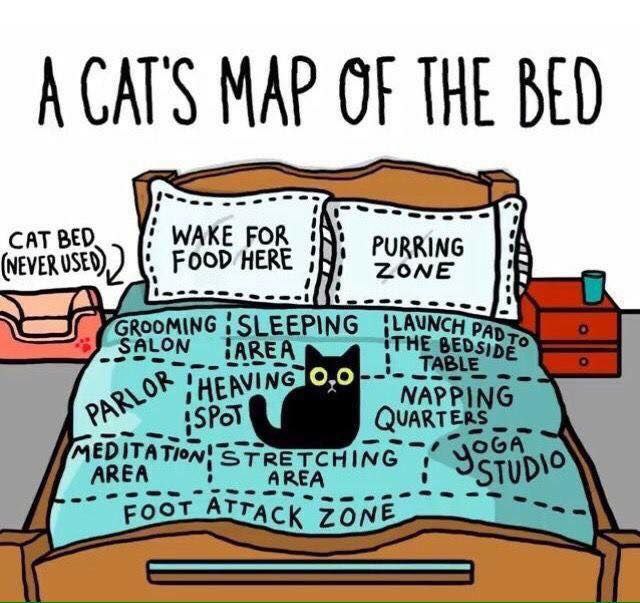 A CAT'S MAP OF THE BED
CAT BED
(NEVER USED)
WAKE FOR
FOOD HERE
PURRING
ZONE
GROOMING
SALON
SLEEPING
AREA
LAUNCH PAD TO
THE BEDSIDE
TABLE
PARLOR
HEAVING
SPOT
NAPPING
QUARTERS
MEDITATION
AREA
STRETCHING
AREA
YOGA
STUDIO
FOOT ATTACK ZONE